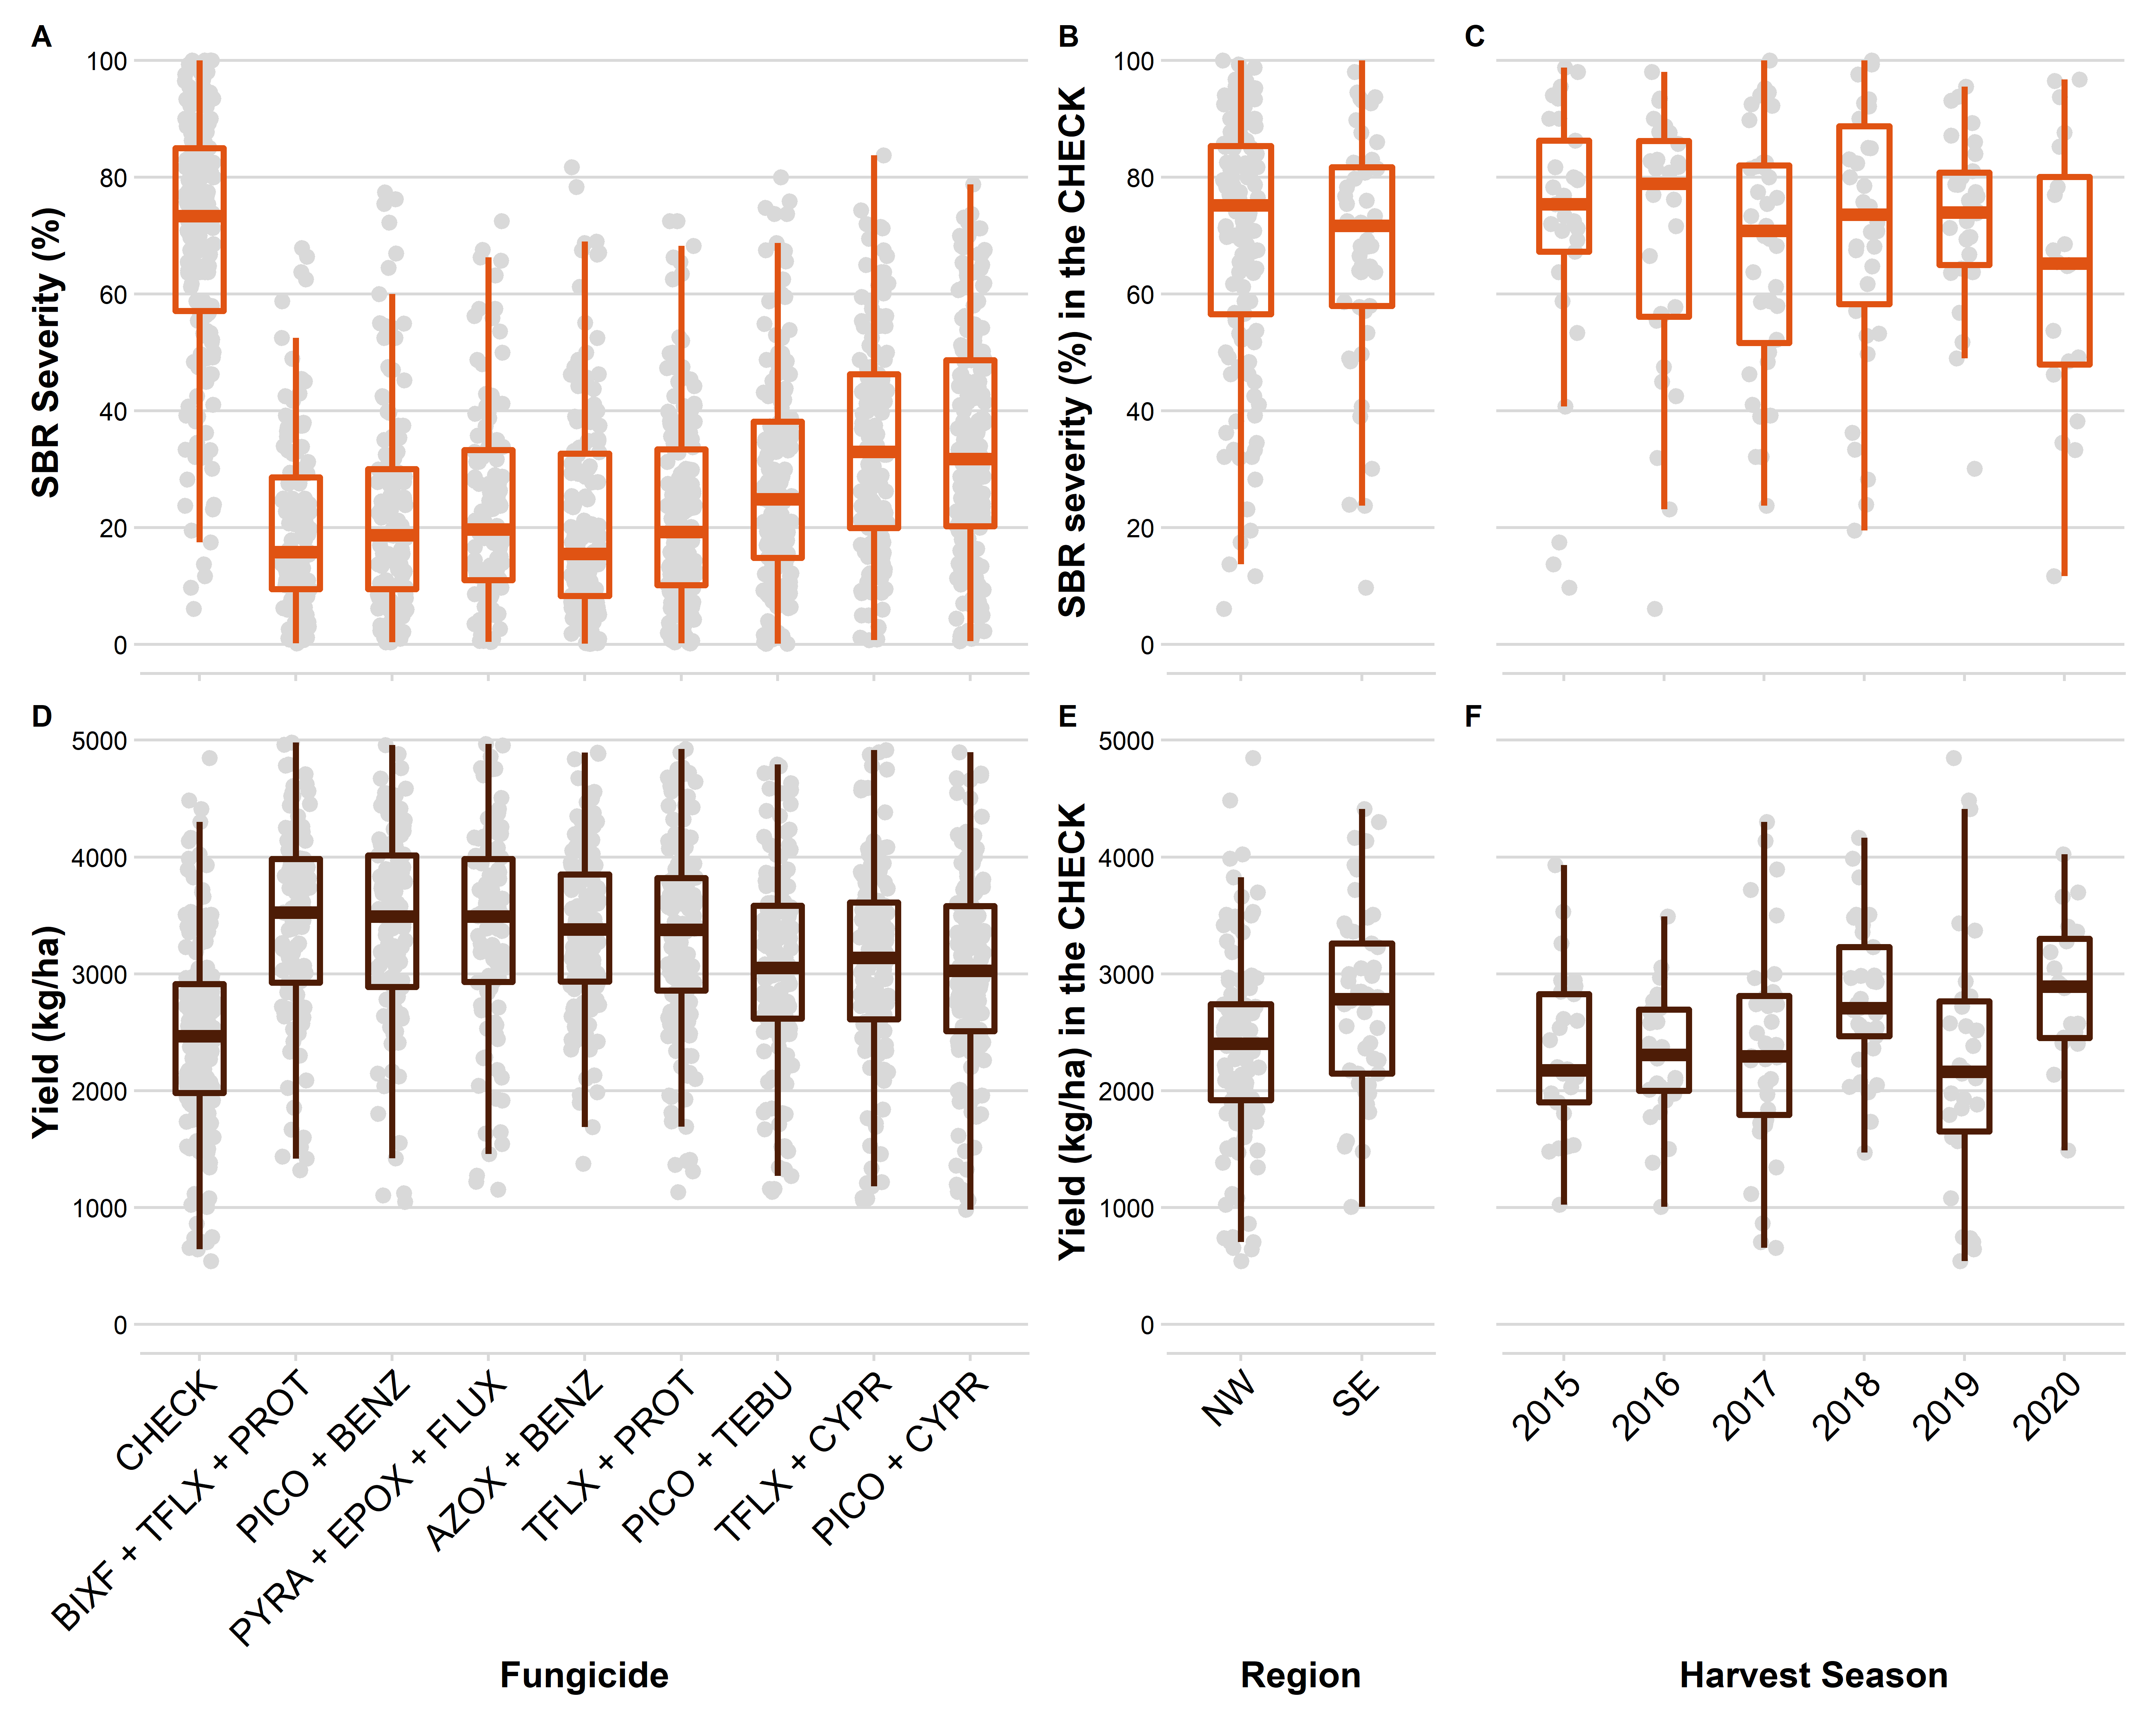 A
B
C
SBR Severity (%)
100
80
60
40
20
0
SBR severity (%) in the CHECK
100
80
60
40
20
0
D
E
F
Yield (kg/ha)
5000
4000
3000
2000
1000
0
Yield (kg/ha) in the CHECK
5000
4000
3000
2000
1000
0
CHECK
BIXF + TFLX + PROT
PICO + BENZ
PYRA + EPOX + FLUX
AZOX + BENZ
TFLX + PROT
PICO + TEBU
TFLX + CYPR
PICO + CYPR
NW
SE
2015
2016
2017
2018
2019
2020
Fungicide
Region
Harvest Season